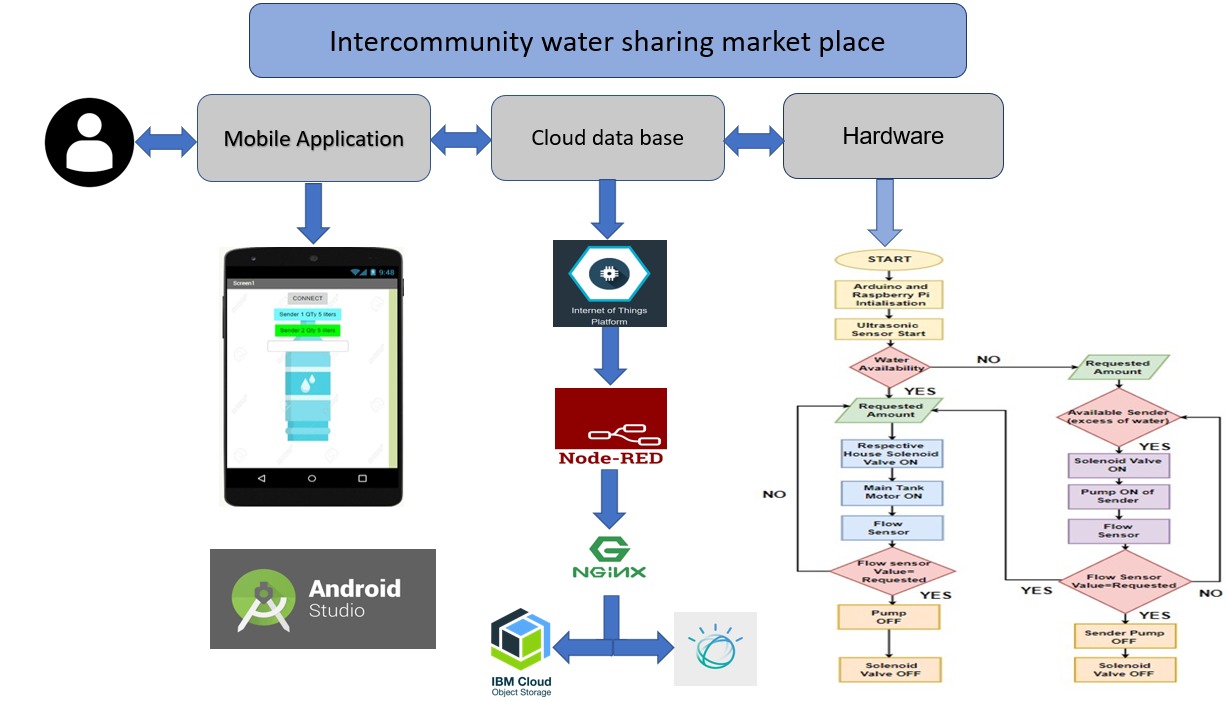 Intercommunity water sharing market place
Mobile Application
Cloud data base
Hardware
9:48
Screen1
CONNECT
Sender 1 QTy 5 liters
Sender 2 Qty 5 liters
Android
Studio
Internet of Things
Platform
Node-RED
NGiNX
IBM Cloud
Object Storage
START
Arduino and
Raspberry Pi
Intialisation
Ultrasonic
Sensor Start
Water
Availability
NO
YES
Requested
Amount
Respective
House Solenoid
Valve ON
Main Tank
Motor ON
Flow
Sensor
NO
Flow sensor
Value=
Requested
YES
Pump
OFF
Solenoid
Valve OFF
Requested
Amount
Available Sender
(excess of water)
YES
Solenoid Valve
ON
Pump ON of
Sender
Flow
Sensor
Flow Sensor
Value=Requested
YES
NO
YES
Sender Pump
OFF
Solenoid
Valve OFF